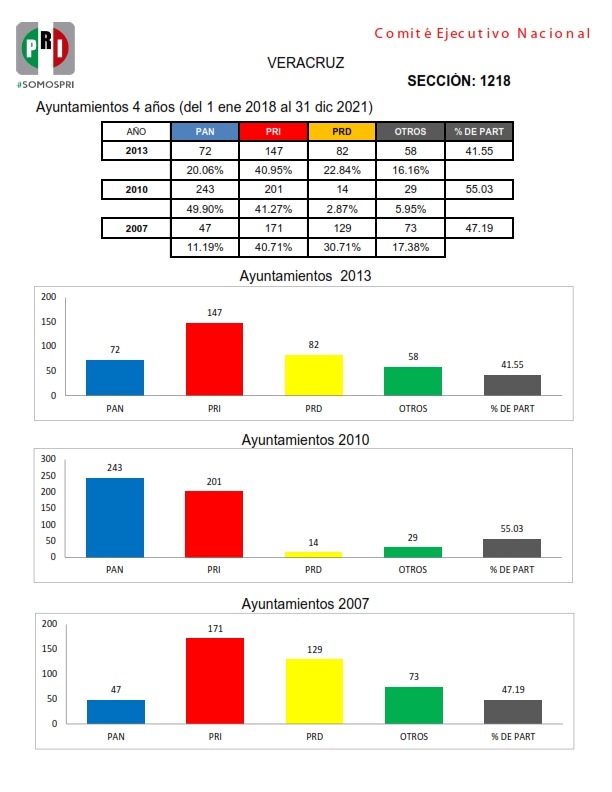 Comité Ejecutivo Nacional
PRI
#SOMOSPRI
VERACRUZ
SECCIÓN: 1218
Ayuntamientos 4 años (del 1 ene 2018 al 31 dic 2021)
AÑO PAN PRI PRD OTROS % DE PART
2013 72 147 82 58 41.55
20.06% 40.95% 22.84% 16.16%
2010 243 201 14 29 55.03
49.90% 41.27% 2.87% 5.95%
2007 47 171 129 73 47.19
11.19% 40.71% 30.71% 17.38%
Ayuntamientos 2013
200
150
100
50
0
72 147 82 58 41.55
PAN PRI PRD OTROS % DE PART
Ayuntamientos 2010
300
250
200
150
100
50
0
243 201 14 29 55.03
PAN PRI PRD OTROS % DE PART
Ayuntamientos 2007
200
150
100
50
0
47 171 129 73 47.19
PAN PRI PRD OTROS % DE PART